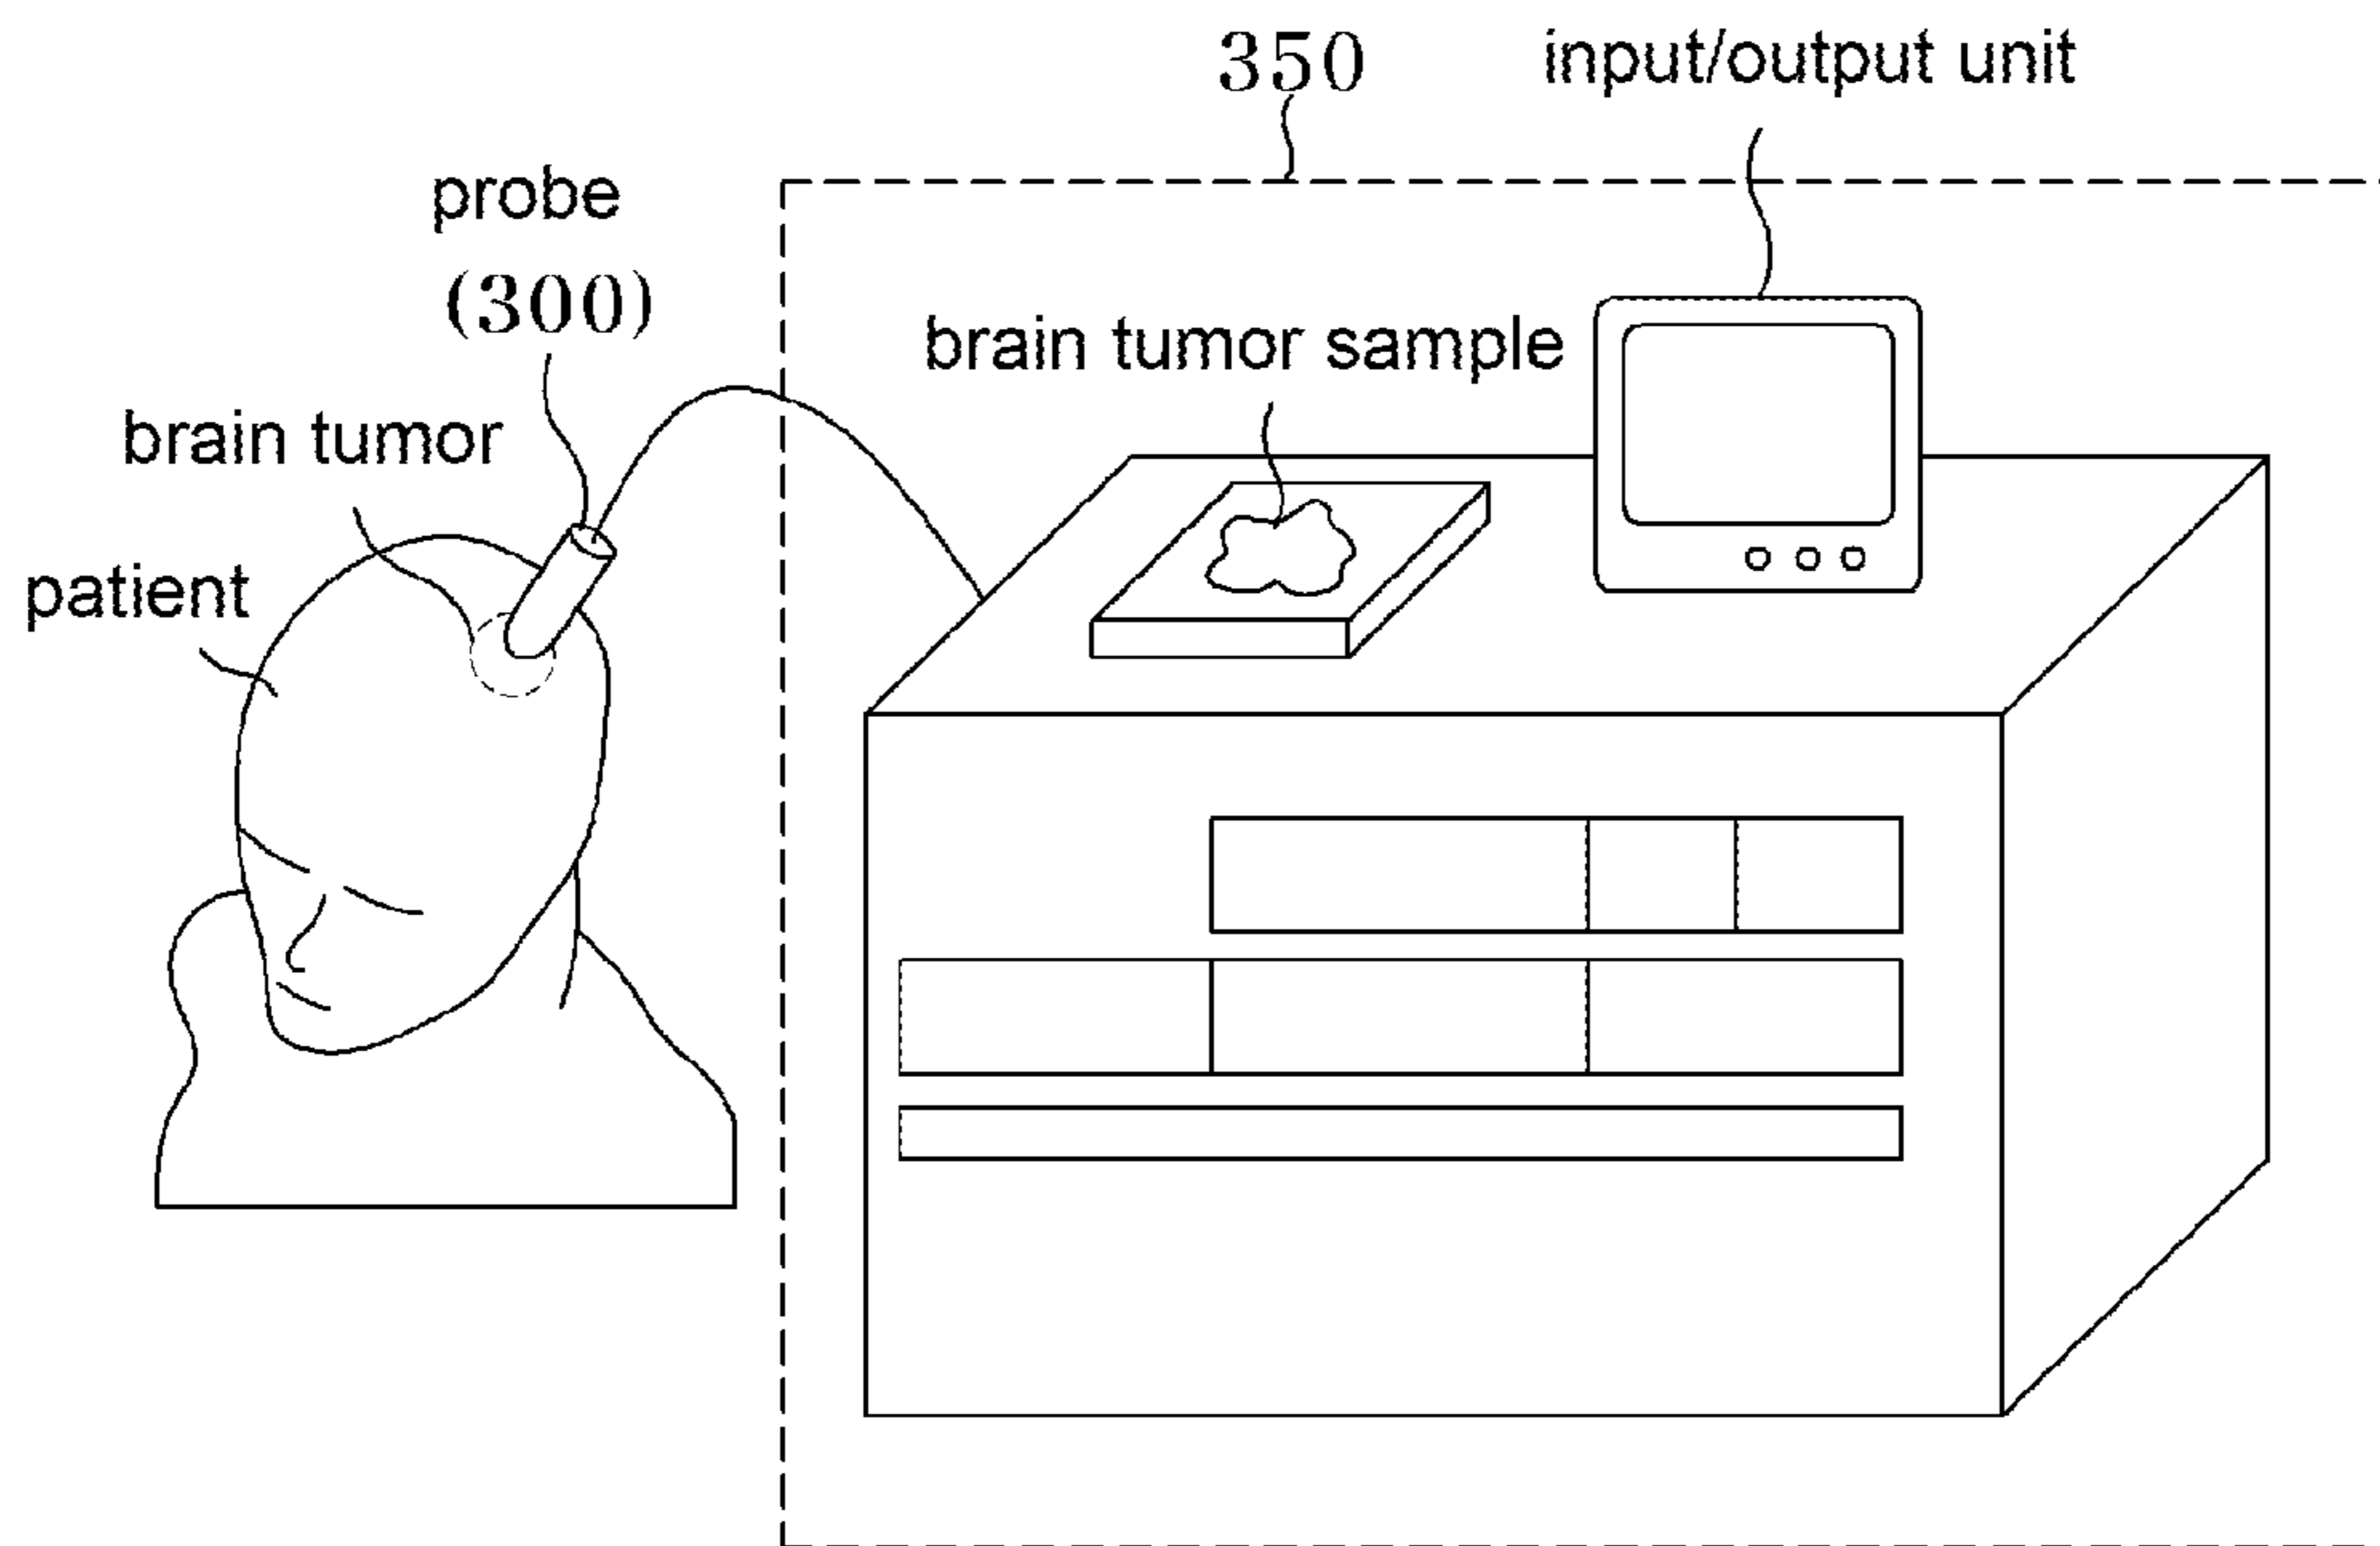 350
input/output unit
probe
(300)
brain tumor sample
brain tumor
patient